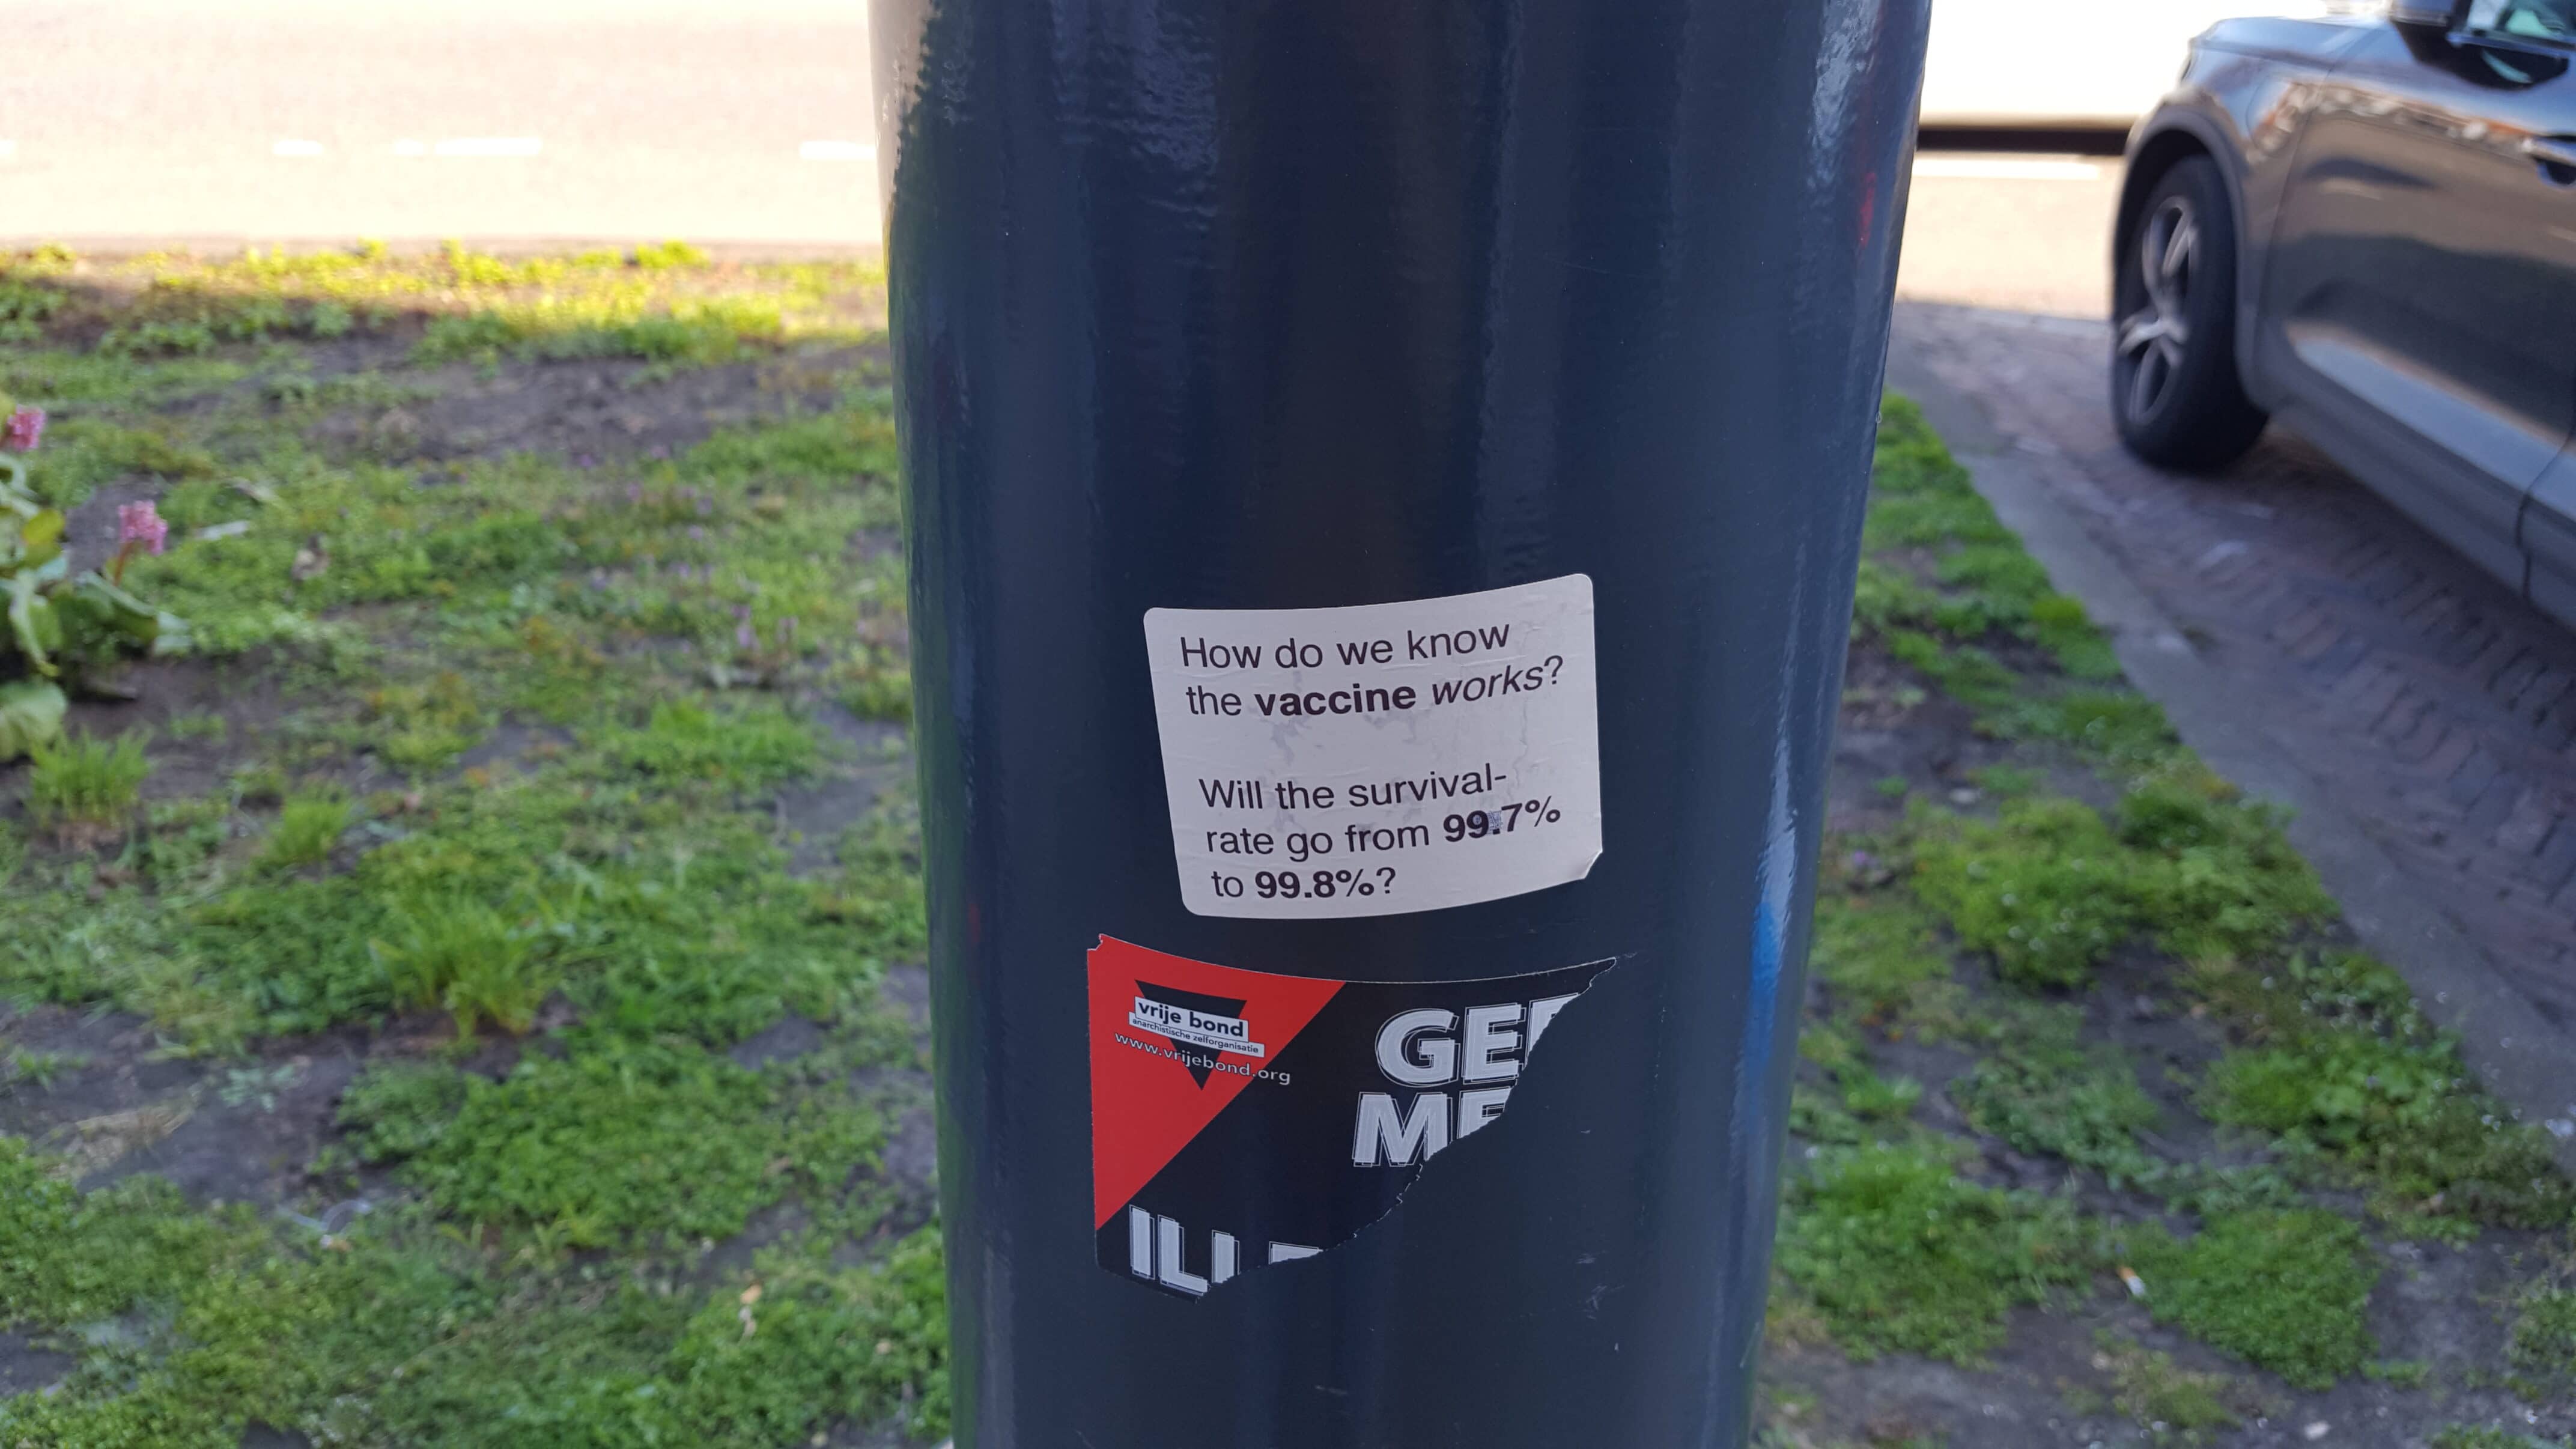 How do we know
the vaccine works?
Will the survival-
rate go from 99.7%
to 99.8%?
vrije bond
anarchistische zelforganisatie
www.vrijebond.org